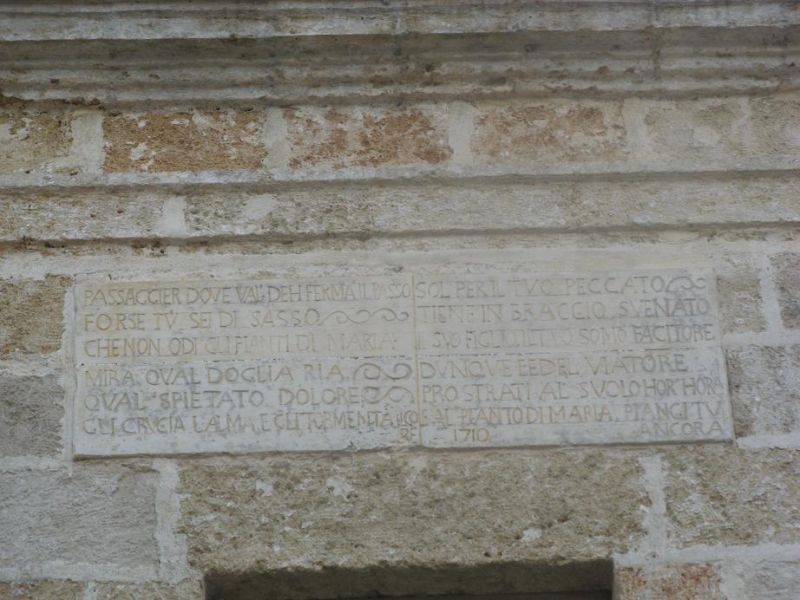 PASSAGGIER DOVE VAI, DEH FERMA IL PASSO
FORSE TV SEI DI SASSO
CHE NON ODI GLI PIANTI DI MARIA
MIRA QVAL DOGLIA RIA
QVAL SPIETATO DOLORE
GLI CRVCIA L'ALMA, E GLI TORMENTA IL CO
RE
SOL PER IL TVO PECCATO
TIENE IN BRACCIO SVENATO
IL SVO FIGLIO IL TVO SOMO FACITORE
DVNQVE FEDEL VIATORE
PROSTRATI AL SVOLO HOR HORA
E AL PIANTO DI MARIA, PIANGI TV
ANCORA
1710